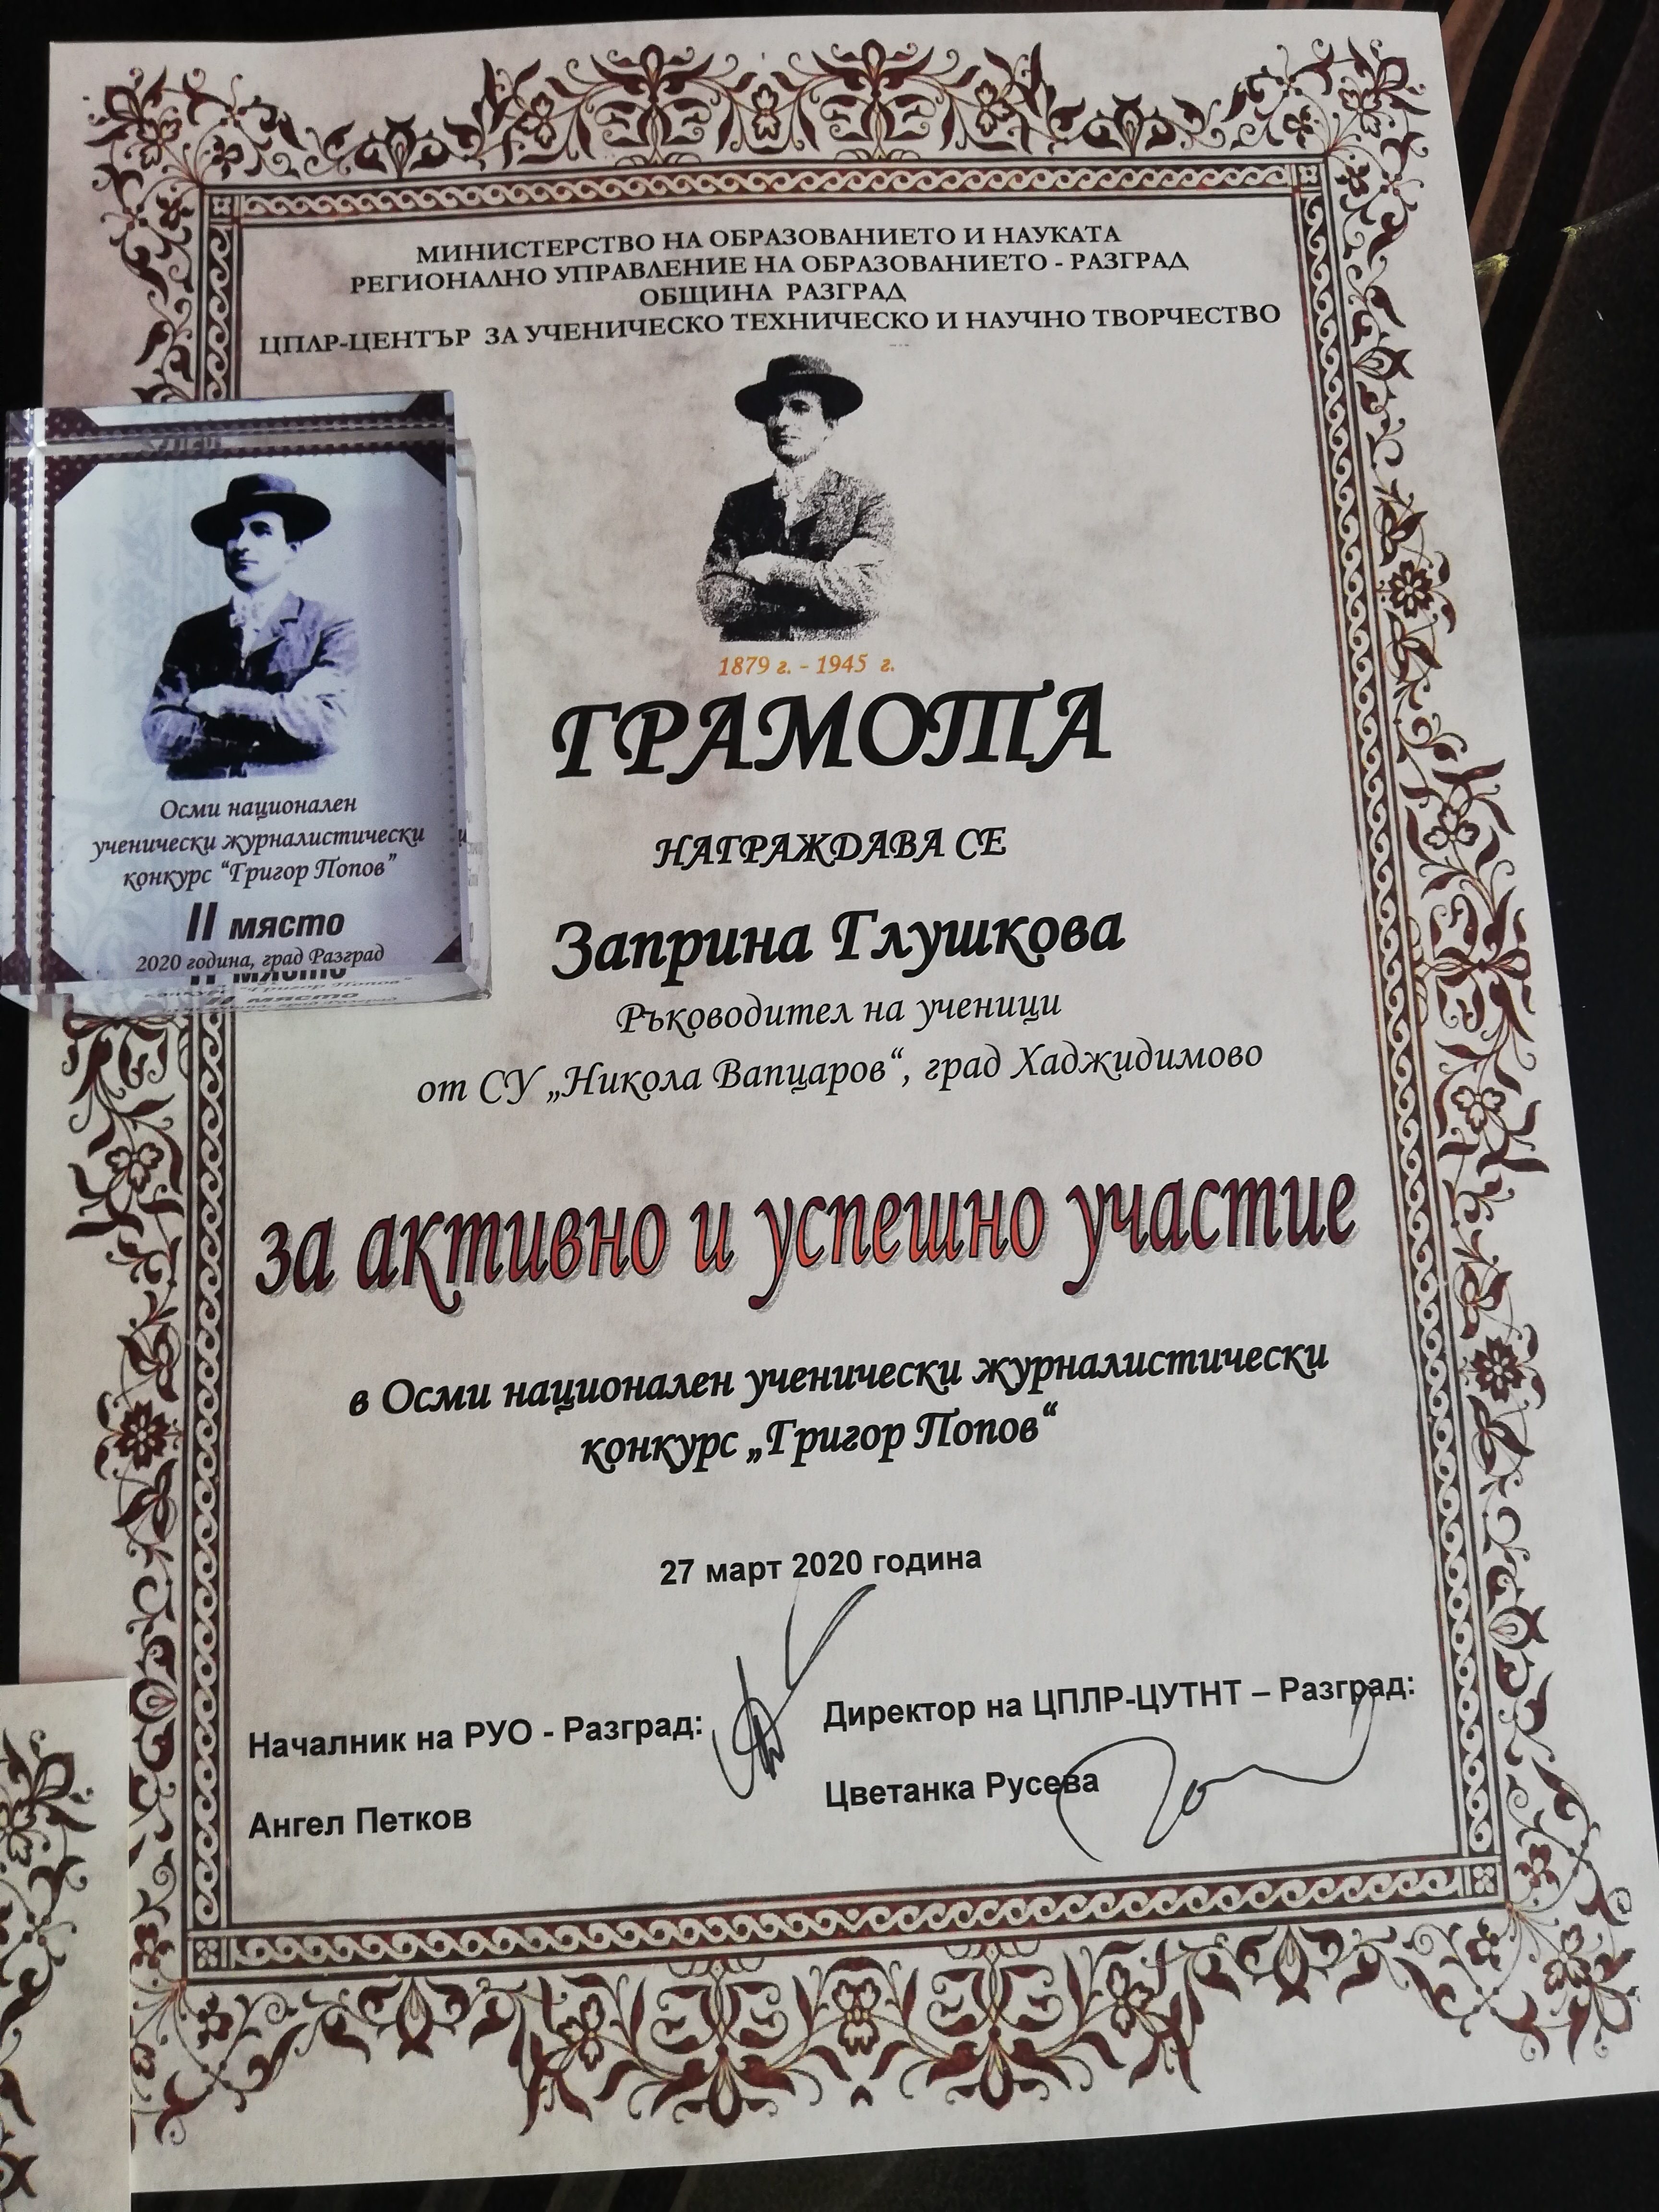 МИНИСТЕРСТВО НА ОБРАЗОВАНИЕТО И НАУКАТА
РЕГИОНАЛНО УПРАВЛЕНИЕ НА ОБРАЗОВАНИЕТО - РАЗГРАД
ОБЩИНА РАЗГРАД
ЦПЛР-ЦЕНТЪР ЗА УЧЕНИЧЕСКО ТЕХНИЧЕСКО И НАУЧНО ТВОРЧЕСТВО
1879 г. - 1945 г.
ГРАМОТА
НАГРАЖДАВА СЕ
Заприна Глушкова
Ръководител на ученици
от СУ „Никола Вапцаров“, град Хаджидимово
за активно и успешно участие
в Осми национален ученически журналистически
конкурс „Григор Попов“
27 март 2020 година
Началник на РУО - Разград:
Ангел Петков
Директор на ЦПЛР-ЦУТНТ – Разград:
Цветанка Русева
Осми национален
ученически журналистически
конкурс “Григор Попов”
II място
2020 година, град Разград